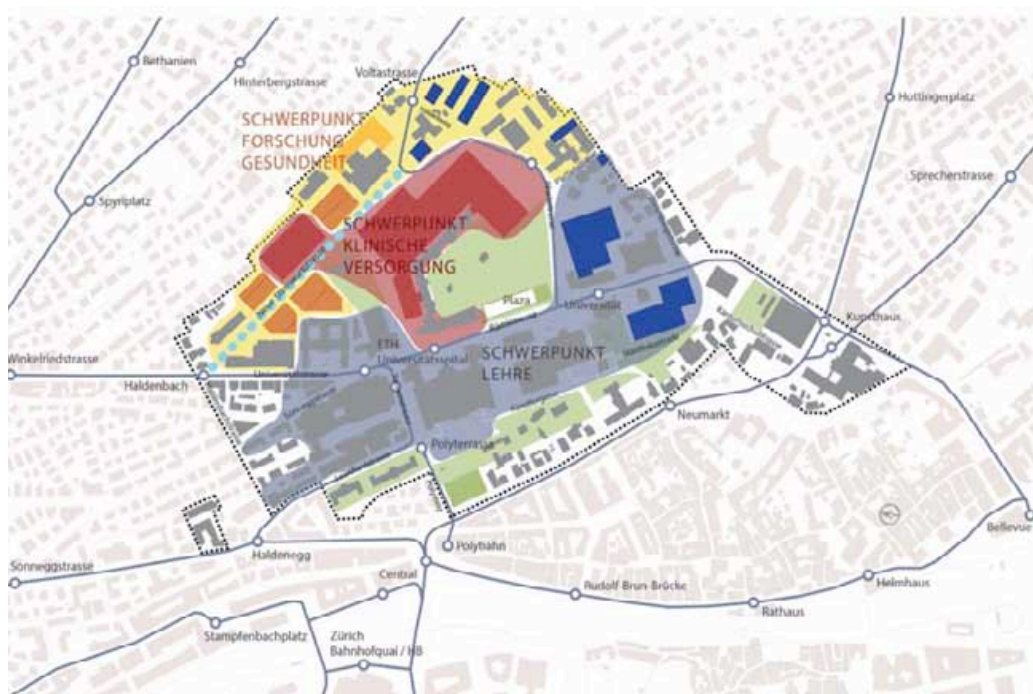 Bethanien
Hinterbergstrasse
Voltastrasse
Hottingerplatz
SCHWERPUNKT
FORSCHUNG
GESUNDHEIT
Sprecherstrasse
Spyriplatz
SCHWERPUNKT
KLINISCHE
VERSORGUNG
Plaza
Universität
Kunsthaus
ETH
Universitätsspital
SCHWERPUNKT
LEHRE
Winkelriedstrasse
Haldenbach
Universitätstrasse
Neumarkt
Polyterrasse
Bellevue
Haldenegg
Polybahn
Sonneggstrasse
Central
Rudolf-Brun-Brücke
Helmhaus
Rathaus
Stampfenbachplatz
Zürich
Bahnhofquai / HB